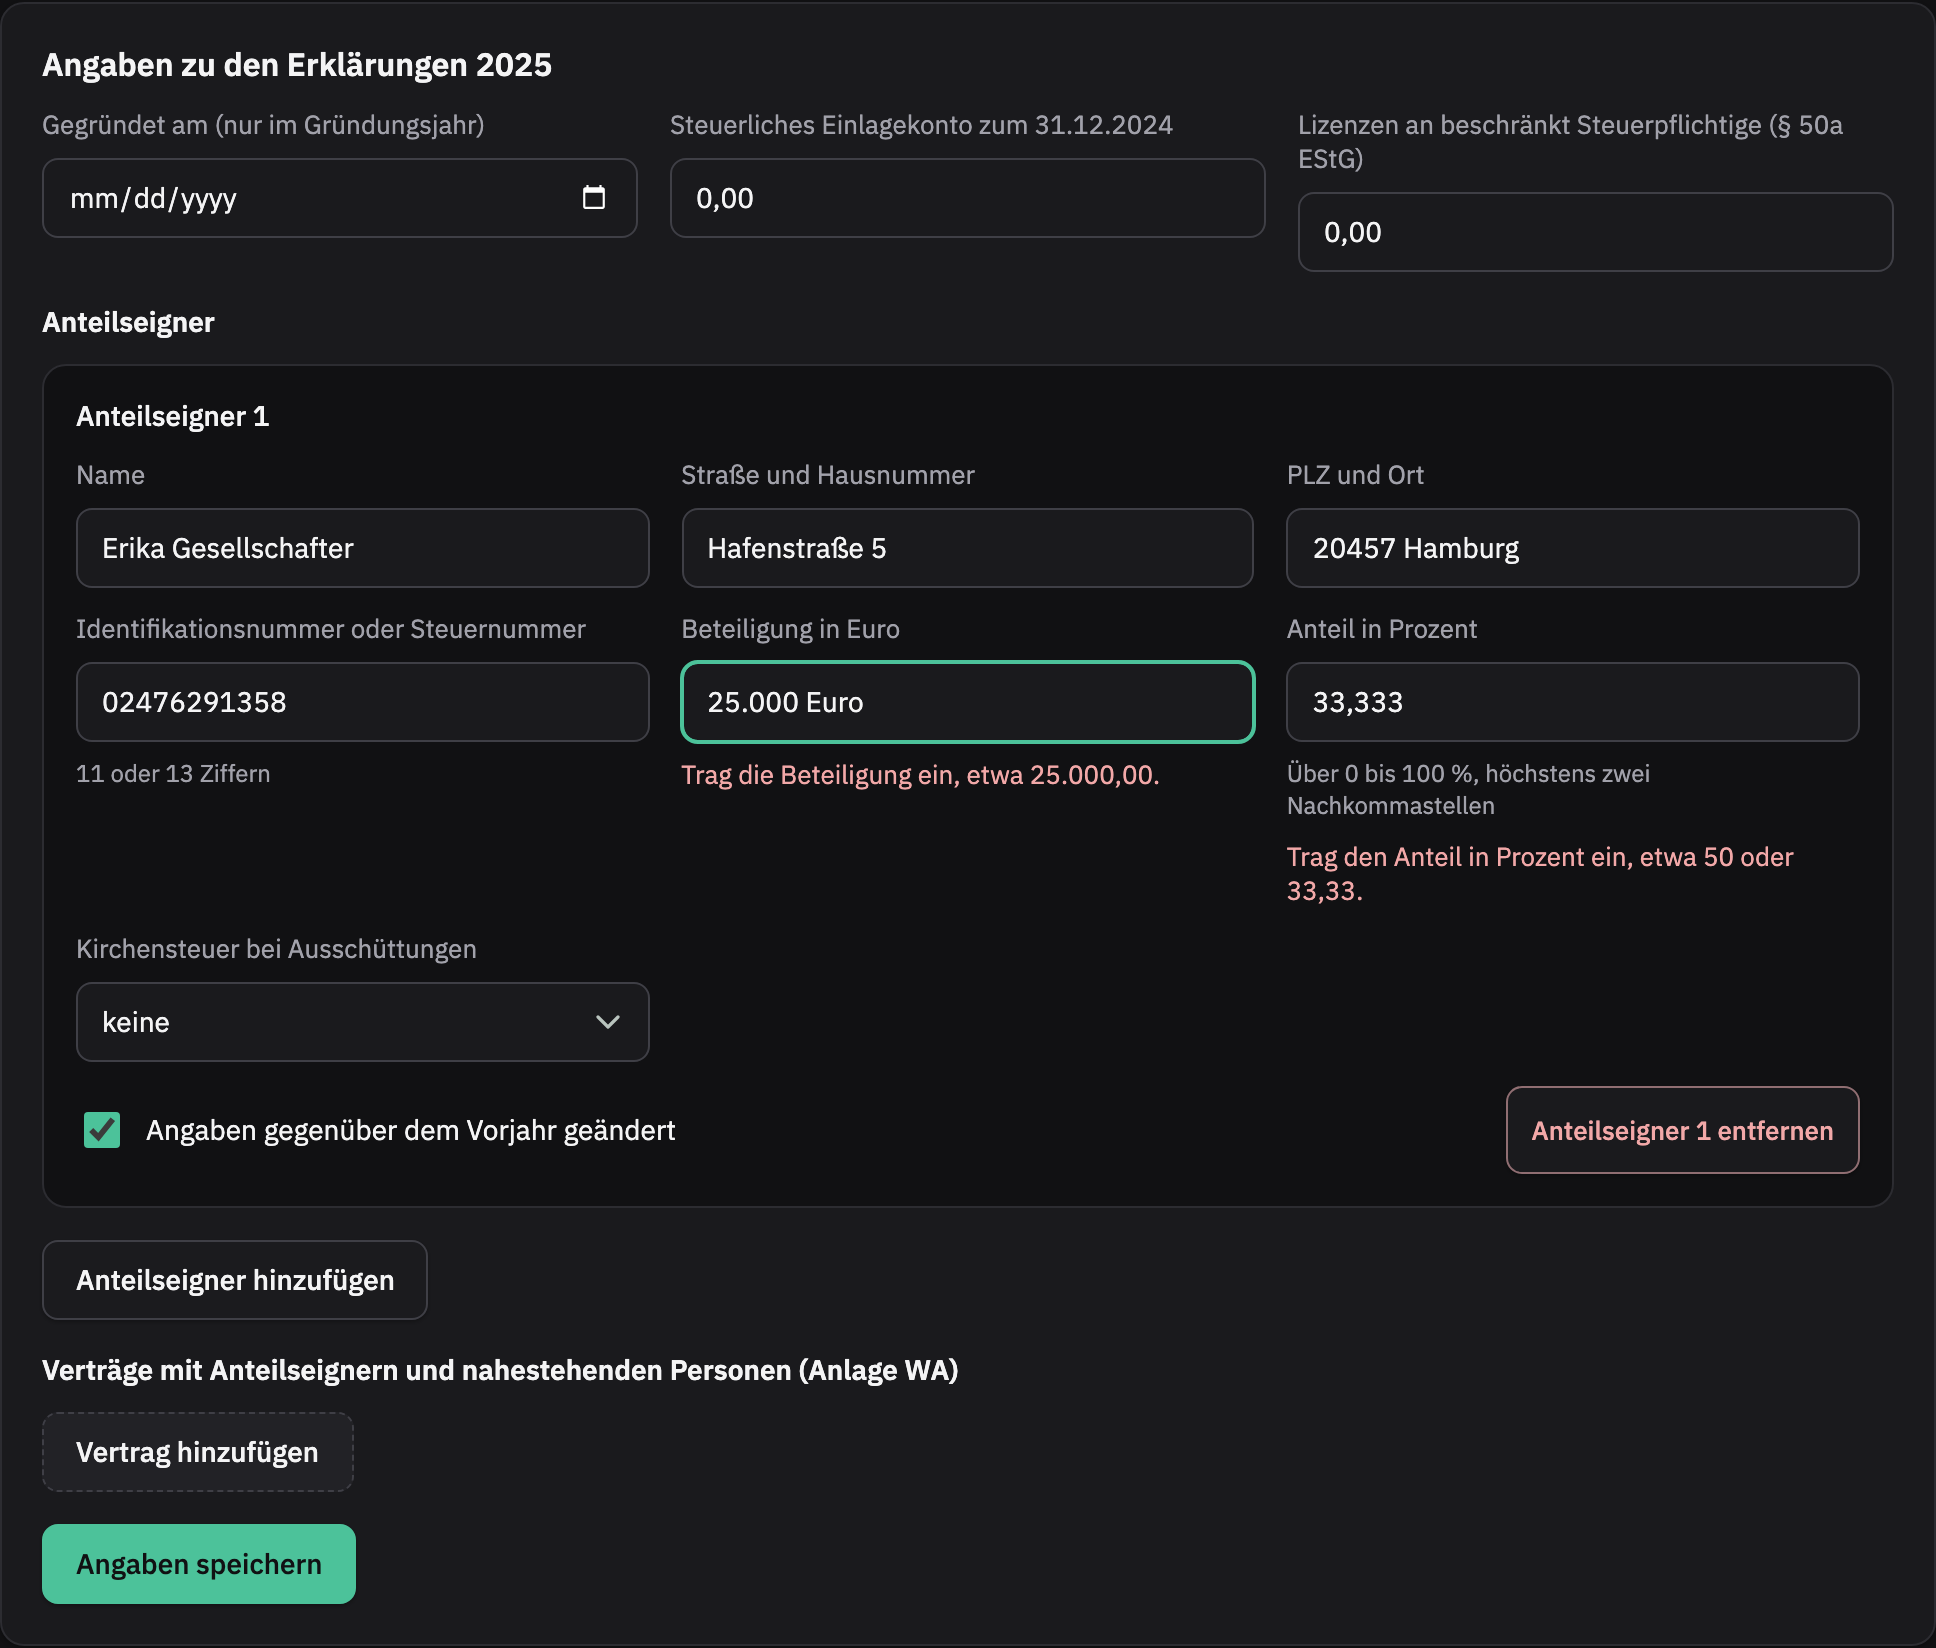 Angaben zu den Erklärungen 2025
Gegründet am (nur im Gründungsjahr)
mm/dd/yyyy
Steuerliches Einlagekonto zum 31.12.2024
0,00
Lizenzen an beschränkt Steuerpflichtige (§ 50a
EStG)
0,00
Anteilseigner
Anteilseigner 1
Name
Erika Gesellschafter
Straße und Hausnummer
Hafenstraße 5
PLZ und Ort
20457 Hamburg
Identifikationsnummer oder Steuernummer
02476291358
11 oder 13 Ziffern
Beteiligung in Euro
25.000 Euro
Trag die Beteiligung ein, etwa 25.000,00.
Anteil in Prozent
33,333
Über 0 bis 100 %, höchstens zwei
Nachkommastellen
Trag den Anteil in Prozent ein, etwa 50 oder
33,33.
Kirchensteuer bei Ausschüttungen
keine
Angaben gegenüber dem Vorjahr geändert
Anteilseigner 1 entfernen
Anteilseigner hinzufügen
Verträge mit Anteilseignern und nahestehenden Personen (Anlage WA)
Vertrag hinzufügen
Angaben speichern